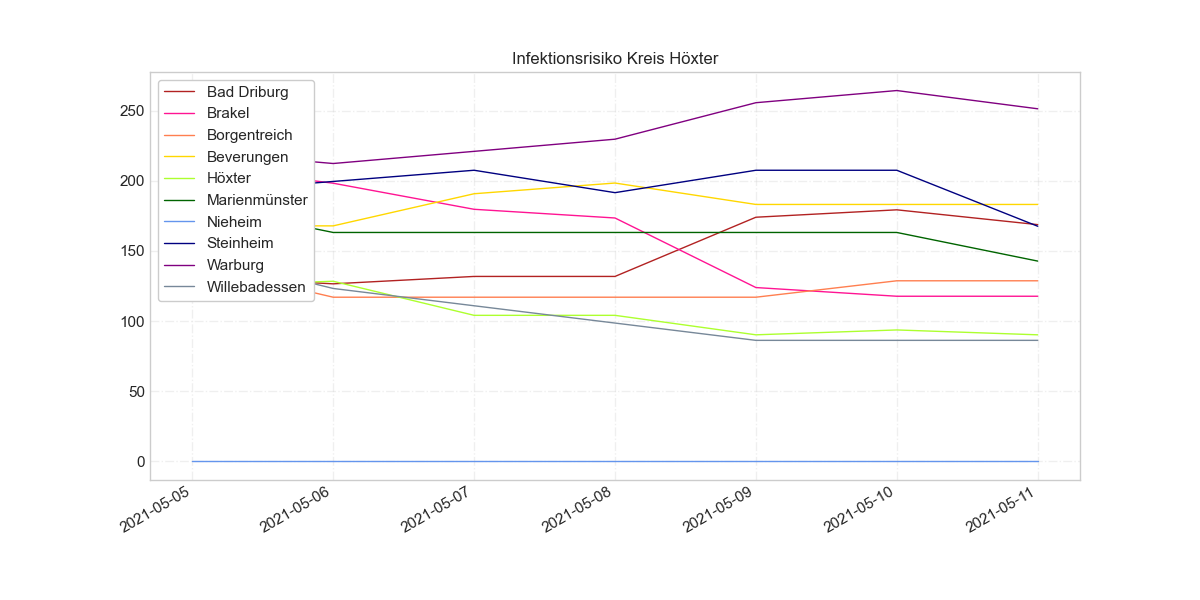 Infektionsrisiko Kreis Höxter
Bad Driburg
Brakel
Borgentreich
Beverungen
Höxter
Marienmünster
Nieheim
Steinheim
Warburg
Willebadessen
250
200
150
100
50
0
2021-05-05
2021-05-06
2021-05-07
2021-05-08
2021-05-09
2021-05-10
2021-05-11